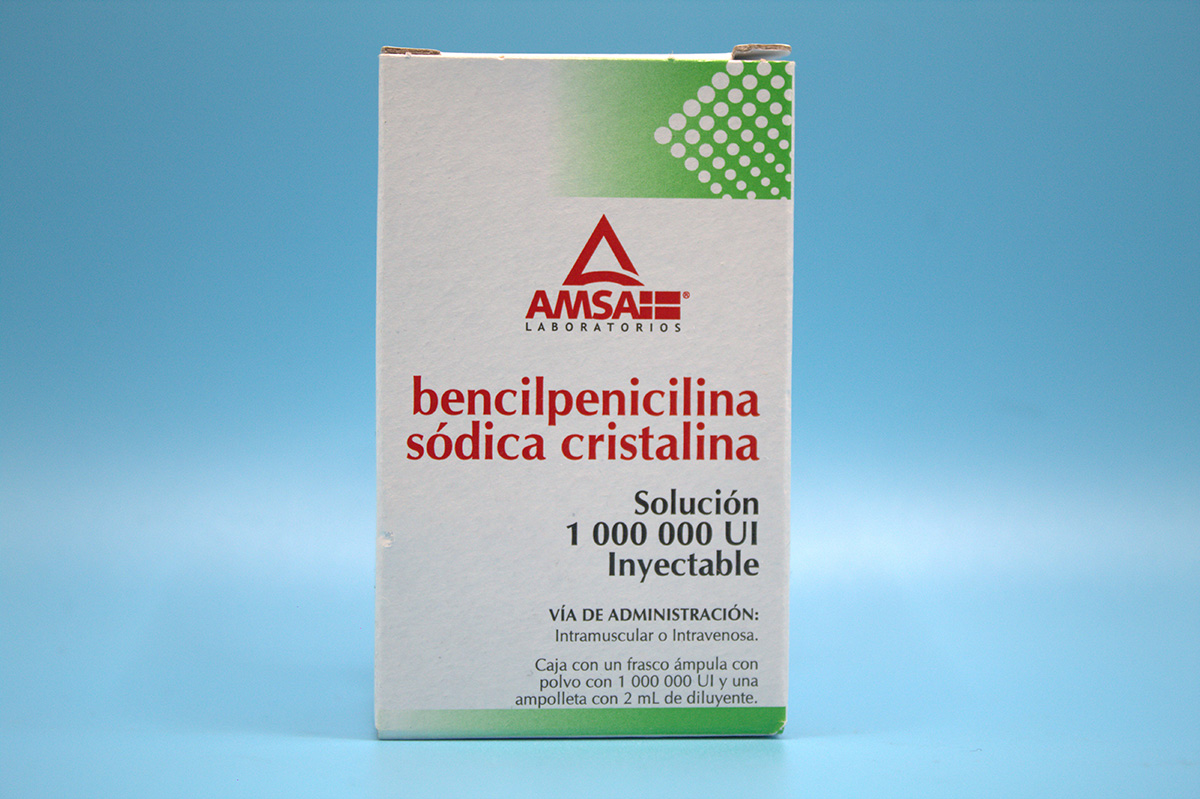 AMSA®
LABORATORIOS
bencilpenicilina
sódica cristalina
Solución
1 000 000 UI
Inyectable
VÍA DE ADMINISTRACIÓN:
Intramuscular o Intravenosa.
Caja con un frasco ámpula con
polvo con 1 000 000 UI y una
ampolleta con 2 mL de diluyente.